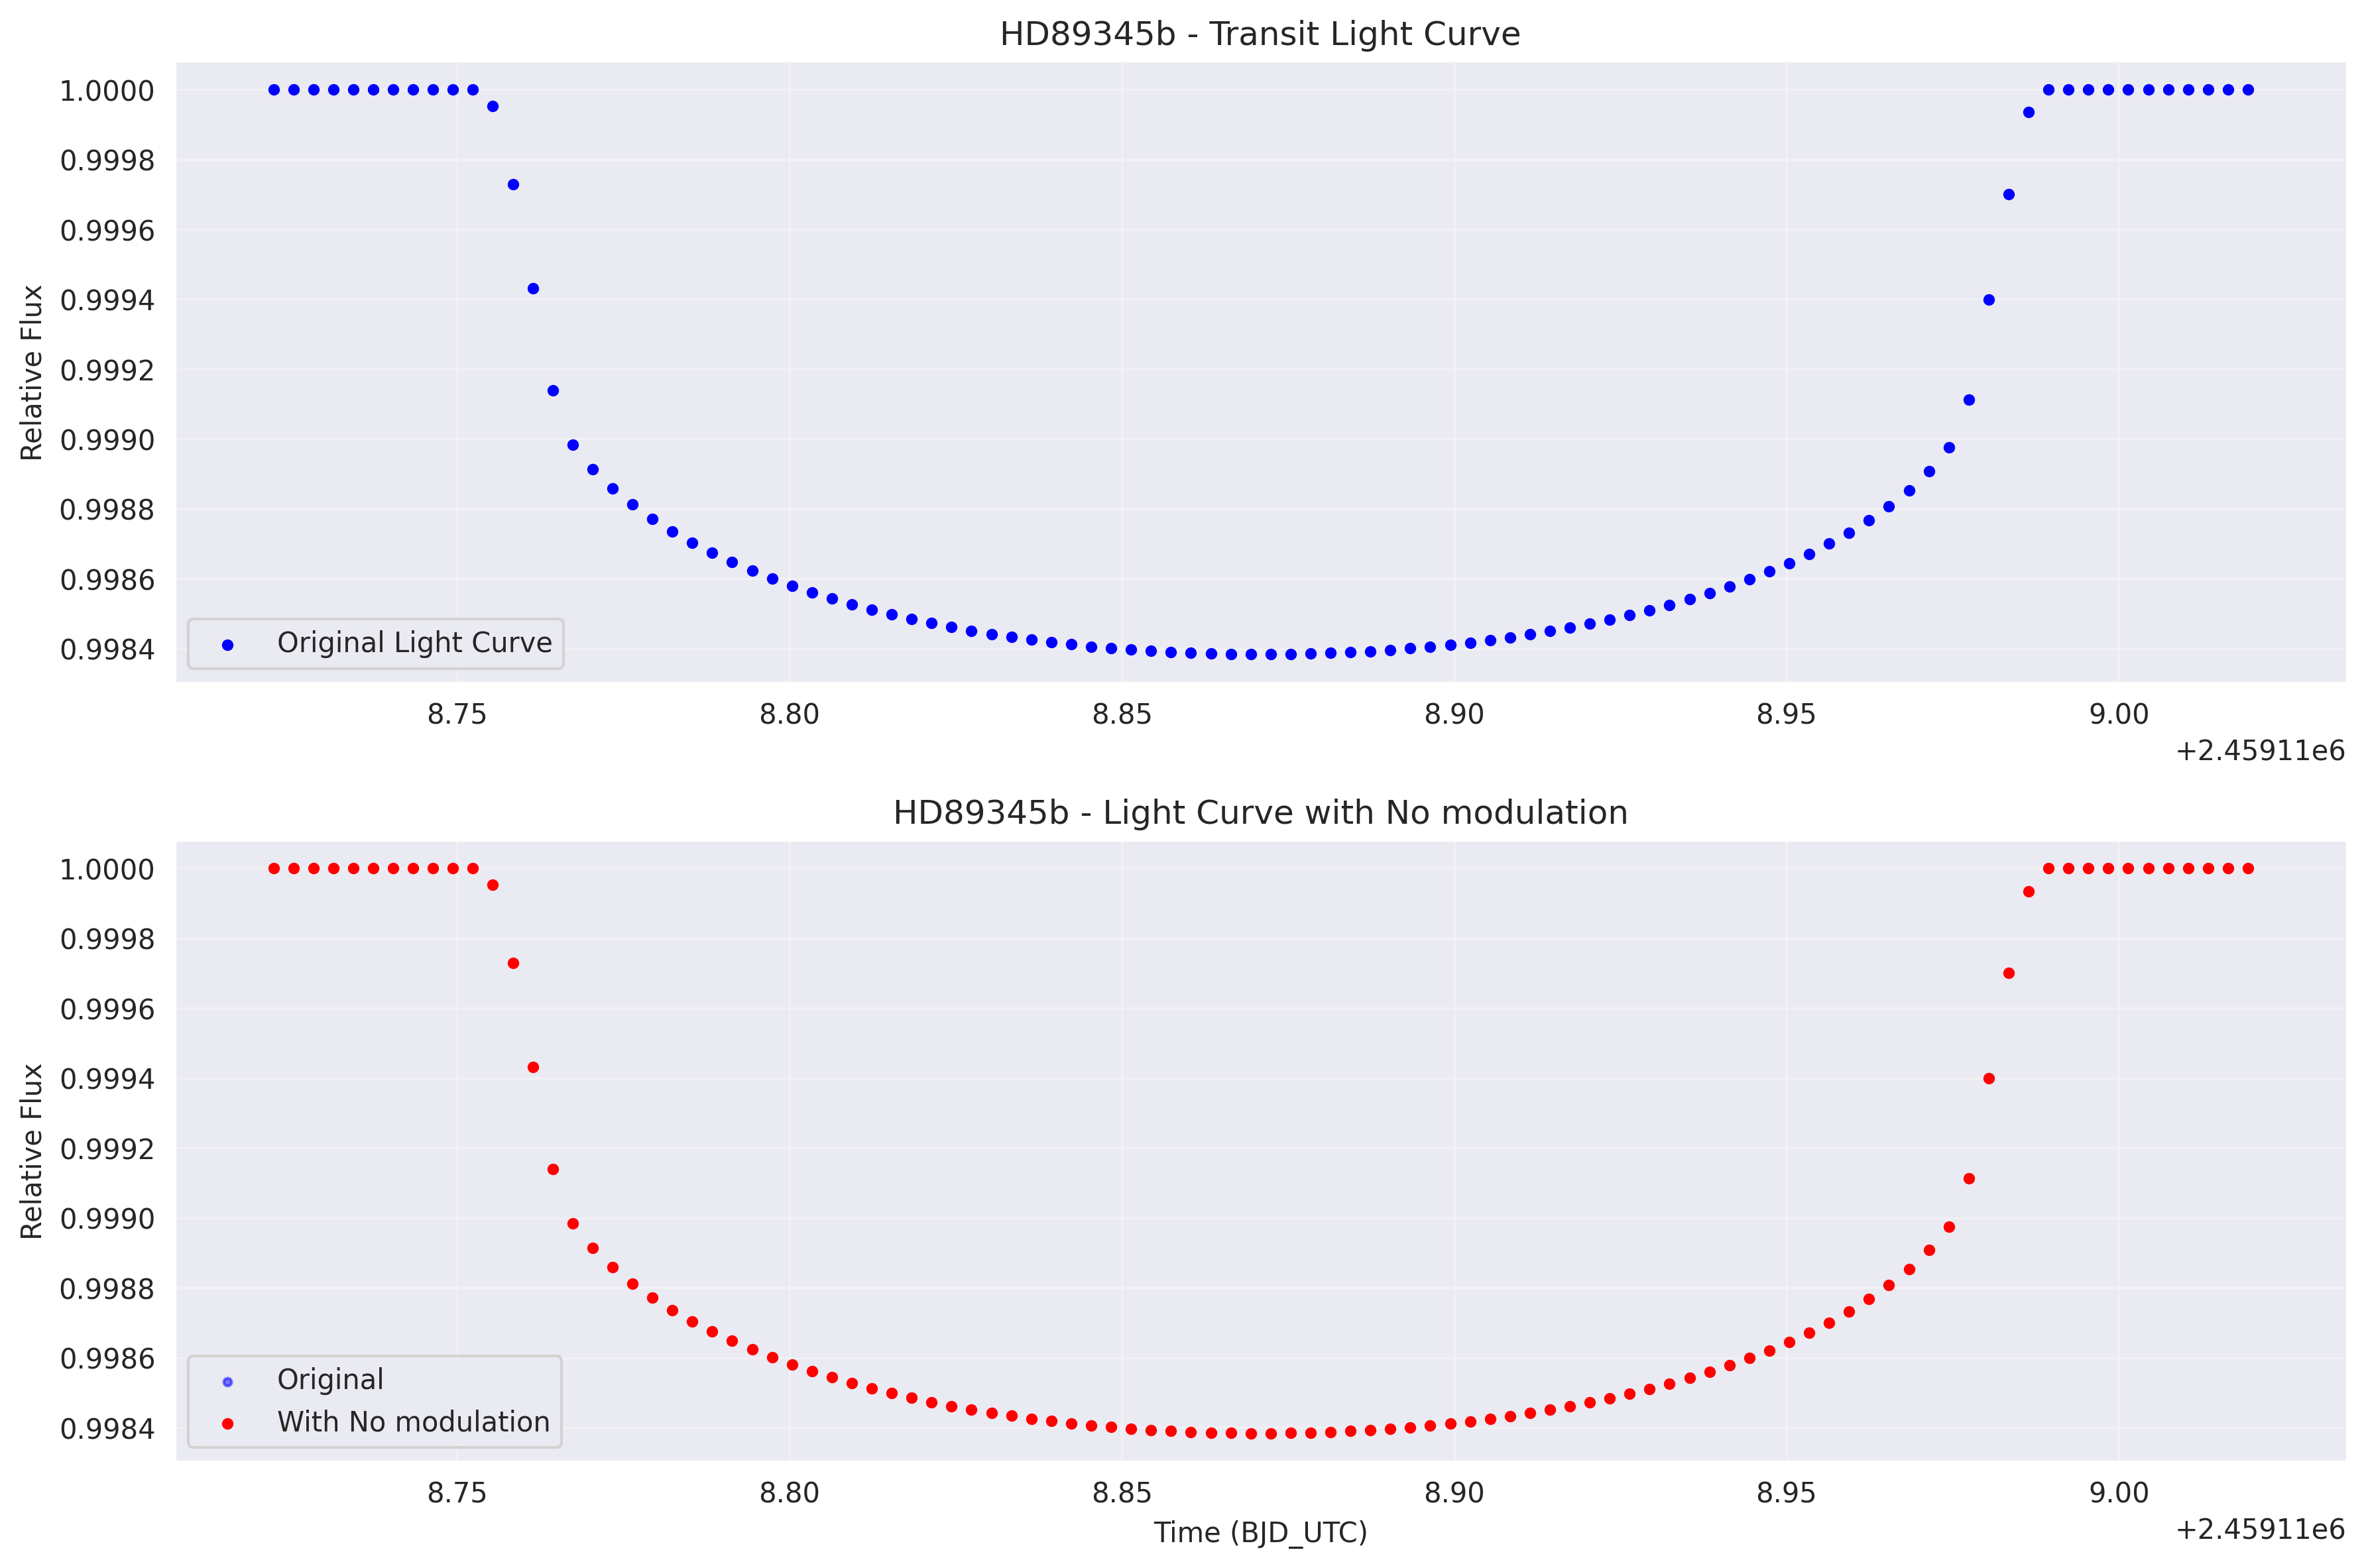 HD89345b - Transit Light Curve
Relative Flux
1.0000
0.9998
0.9996
0.9994
0.9992
0.9990
0.9988
0.9986
0.9984
Original Light Curve
8.75 8.80 8.85 8.90 8.95 9.00
+2.45911e6
HD89345b - Light Curve with No modulation
Relative Flux
1.0000
0.9998
0.9996
0.9994
0.9992
0.9990
0.9988
0.9986
0.9984
Original
With No modulation
8.75 8.80 8.85 8.90 8.95 9.00
Time (BJD_UTC)
+2.45911e6